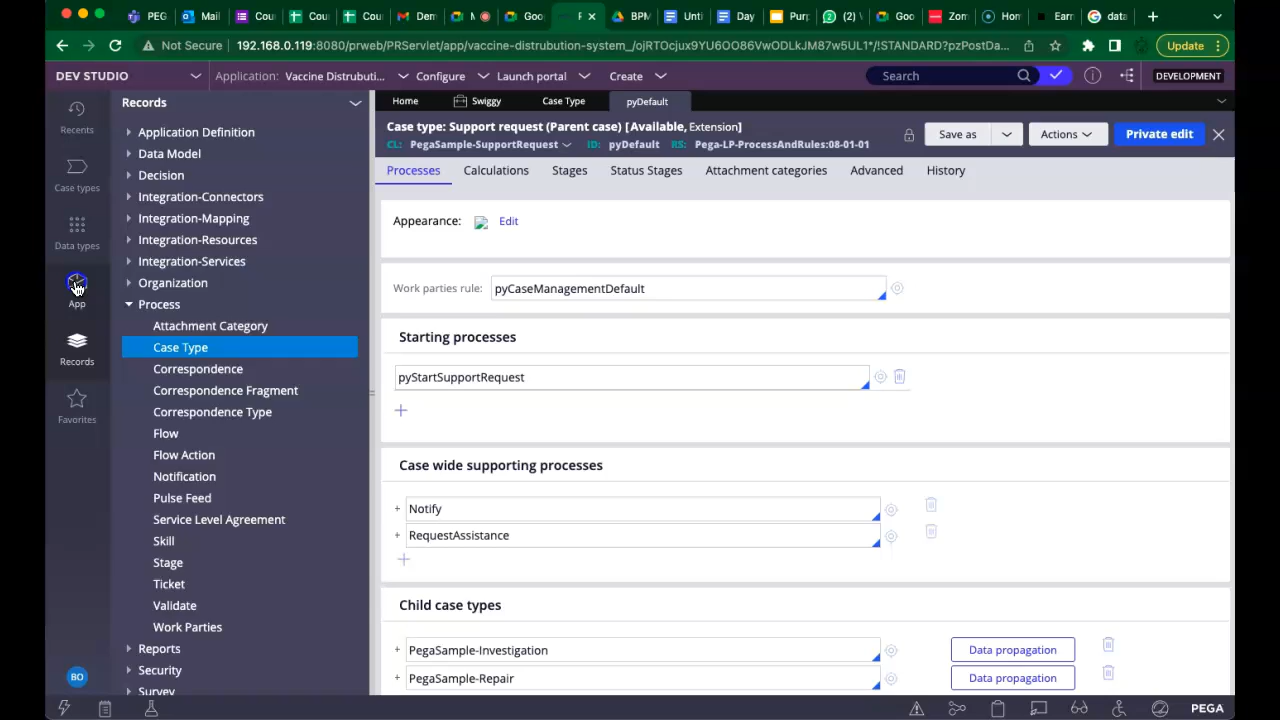 PEG
Mail
Cou
Cou
Cou
Den
Goo
P
BPM
Unti
Day
Purp
(2)
Goo
Zom
Hom
Earn
data
Not Secure
192.168.0.119:8080/prweb/PRServlet/app/vaccine-distrubution-system_/ojRTOcjux9YU6OO86VwODLkJM87w5UL1*/!STANDARD?pzPostDa...
Update
DEV STUDIO
Application: Vaccine Distrubuti...
Configure
Launch portal
Create
Search
DEVELOPMENT
Recents
Case types
Data types
App
Records
Favorites
BO
Records
Application Definition
Data Model
Decision
Integration-Connectors
Integration-Mapping
Integration-Resources
Integration-Services
Organization
Process
Attachment Category
Case Type
Correspondence
Correspondence Fragment
Correspondence Type
Flow
Flow Action
Notification
Pulse Feed
Service Level Agreement
Skill
Stage
Ticket
Validate
Work Parties
Reports
Security
Survey
Home
Swiggy
Case Type
pyDefault
Case type: Support request (Parent case) [Available, Extension]
CL: PegaSample-SupportRequest ID: pyDefault RS: Pega-LP-ProcessAndRules:08-01-01
Save as
Actions
Private edit
Processes
Calculations
Stages
Status Stages
Attachment categories
Advanced
History
Appearance: Edit
Work parties rule: pyCaseManagementDefault
Starting processes
pyStartSupportRequest
Case wide supporting processes
Notify
RequestAssistance
Child case types
PegaSample-Investigation
Data propagation
PegaSample-Repair
Data propagation
PEGA